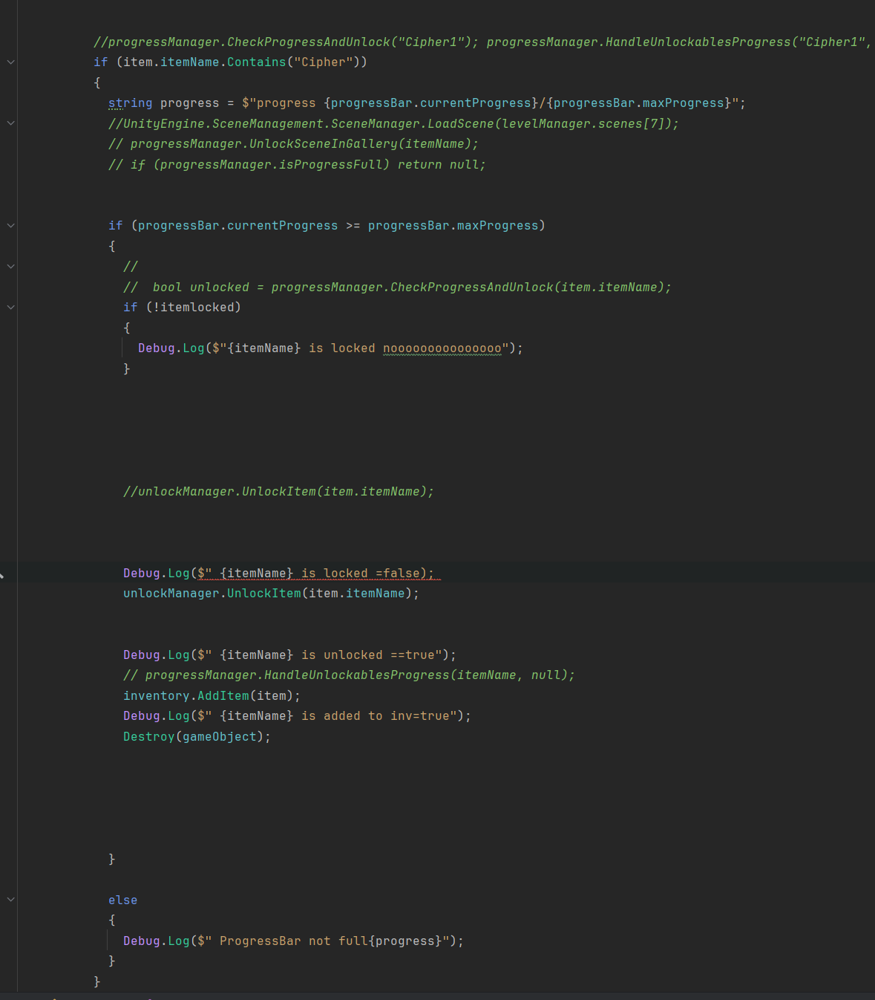 //progressManager.CheckProgressAndUnlock("Cipher1"); progressManager.HandleUnlockablesProgress("Cipher1",
if (item.itemName.Contains("Cipher"))
{
string progress = $"progress {progressBar.currentProgress}/{progressBar.maxProgress}";
//UnityEngine.SceneManagement.SceneManager.LoadScene(levelManager.scenes[7]);
// progressManager.UnlockSceneInGallery(itemName);
// if (progressManager.isProgressFull) return null;
if (progressBar.currentProgress >= progressBar.maxProgress)
{
//
//  bool unlocked = progressManager.CheckProgressAndUnlock(item.itemName);
if (!itemlocked)
{
Debug.Log($"{itemName} is locked nooooooooooooooo");
}
//unlockManager.UnlockItem(item.itemName);
Debug.Log($" {itemName} is locked =false);
unlockManager.UnlockItem(item.itemName);
Debug.Log($" {itemName} is unlocked ==true");
// progressManager.HandleUnlockablesProgress(itemName, null);
inventory.AddItem(item);
Debug.Log($" {itemName} is added to inv=true");
Destroy(gameObject);
}
else
{
Debug.Log($" ProgressBar not full{progress}");
}
}